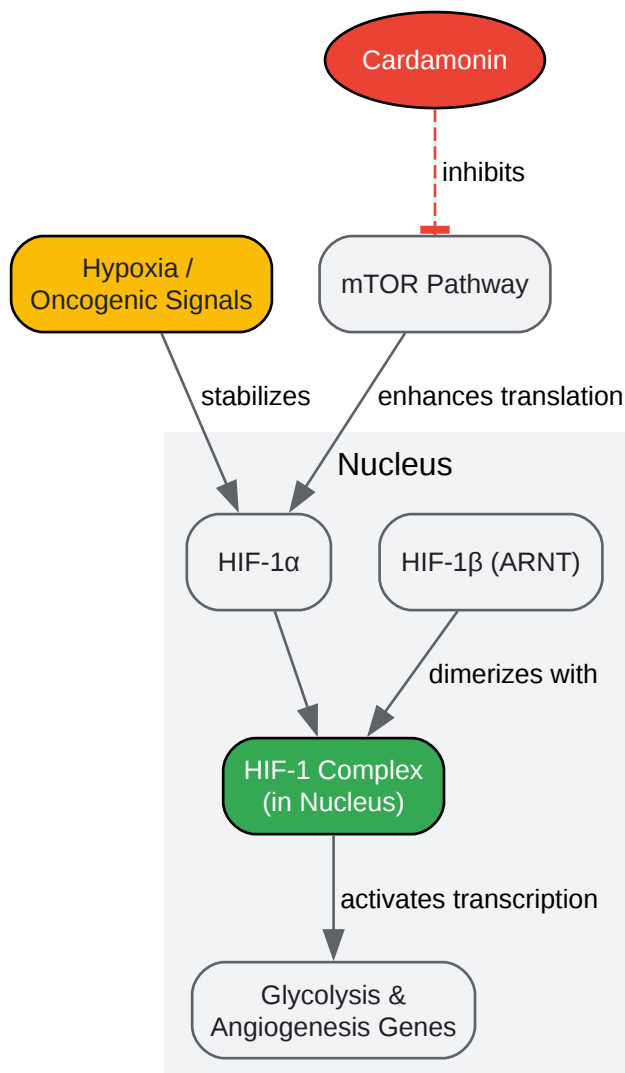 Cardamonin
inhibits
Hypoxia /
Oncogenic Signals
mTOR Pathway
stabilizes
enhances translation
Nucleus
HIF-1α
HIF-1β (ARNT)
dimerizes with
HIF-1 Complex
(in Nucleus)
activates transcription
Glycolysis &
Angiogenesis Genes